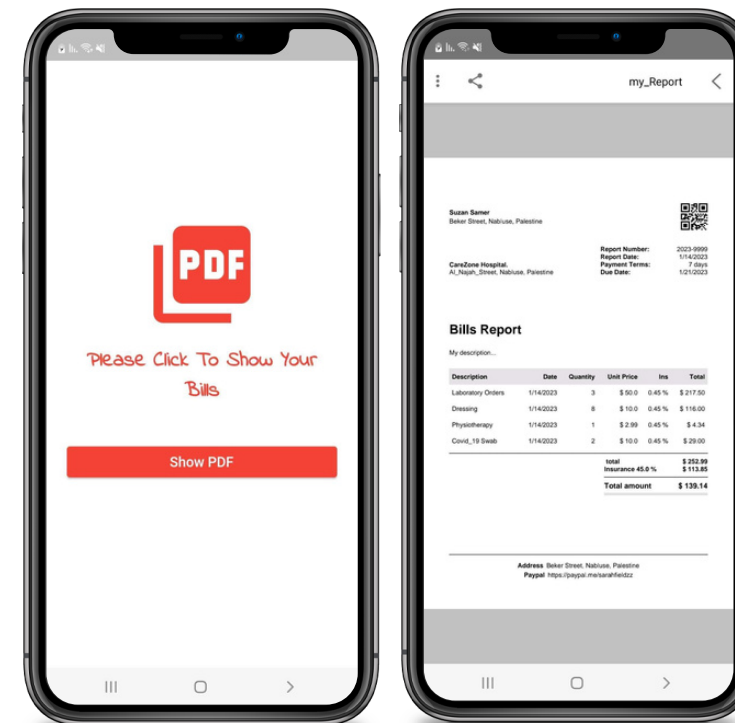 PDF
Please Click To Show Your
Bills
Show PDF
my_Report
Suzan Samer
Beker Street, Nabluse, Palestine
CareZone Hospital.
Al_Najah_Street, Nabluse, Palestine
Report Number: 2023-9999
Report Date: 1/14/2023
Payment Terms: 7 days
Due Date: 1/21/2023
Bills Report
My description...
Description Date Quantity Unit Price Ins Total
Laboratory Orders 1/14/2023 3 $ 50.0 0.45 % $ 217.50
Dressing 1/14/2023 8 $ 10.0 0.45 % $ 116.00
Physiotherapy 1/14/2023 1 $ 2.99 0.45 % $ 4.34
Covid_19 Swab 1/14/2023 2 $ 10.0 0.45 % $ 29.00
total $ 252.99
Insurance 45.0 % $ 113.85
Total amount $ 139.14
Address Beker Street, Nabluse, Palestine
Paypal https://paypal.me/sarahfieldzz